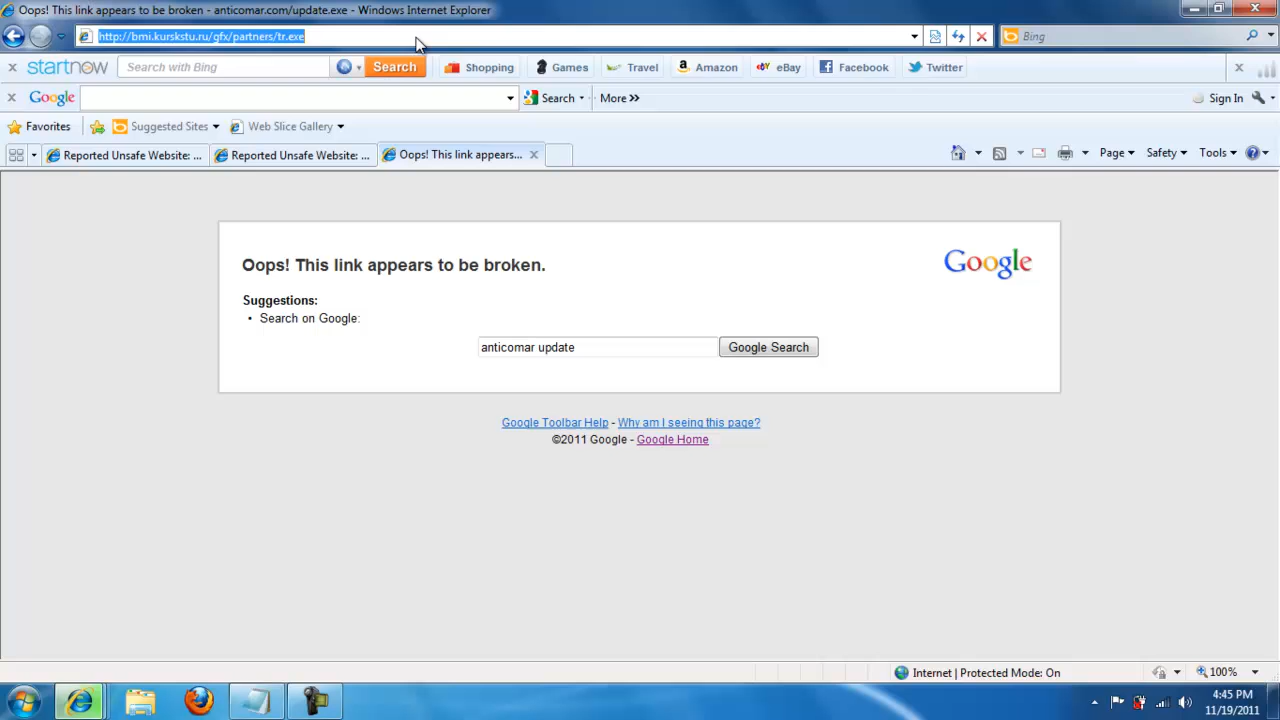 Oops! This link appears to be broken - anticomar.com/update.exe - Windows Internet Explorer
http://bmi.kurskstu.ru/gfx/partners/tr.exe
Bing
startnow Search with Bing Search Shopping Games Travel Amazon eBay Facebook Twitter
Google Search More >> Sign In
Favorites Suggested Sites Web Slice Gallery
Reported Unsafe Website: ... Reported Unsafe Website: ... Oops! This link appears... Page Safety Tools
Oops! This link appears to be broken.
Google
Suggestions:
• Search on Google:
anticomar update Google Search
Google Toolbar Help - Why am I seeing this page?
©2011 Google - Google Home
Internet | Protected Mode: On 100%
4:45 PM
11/19/2011